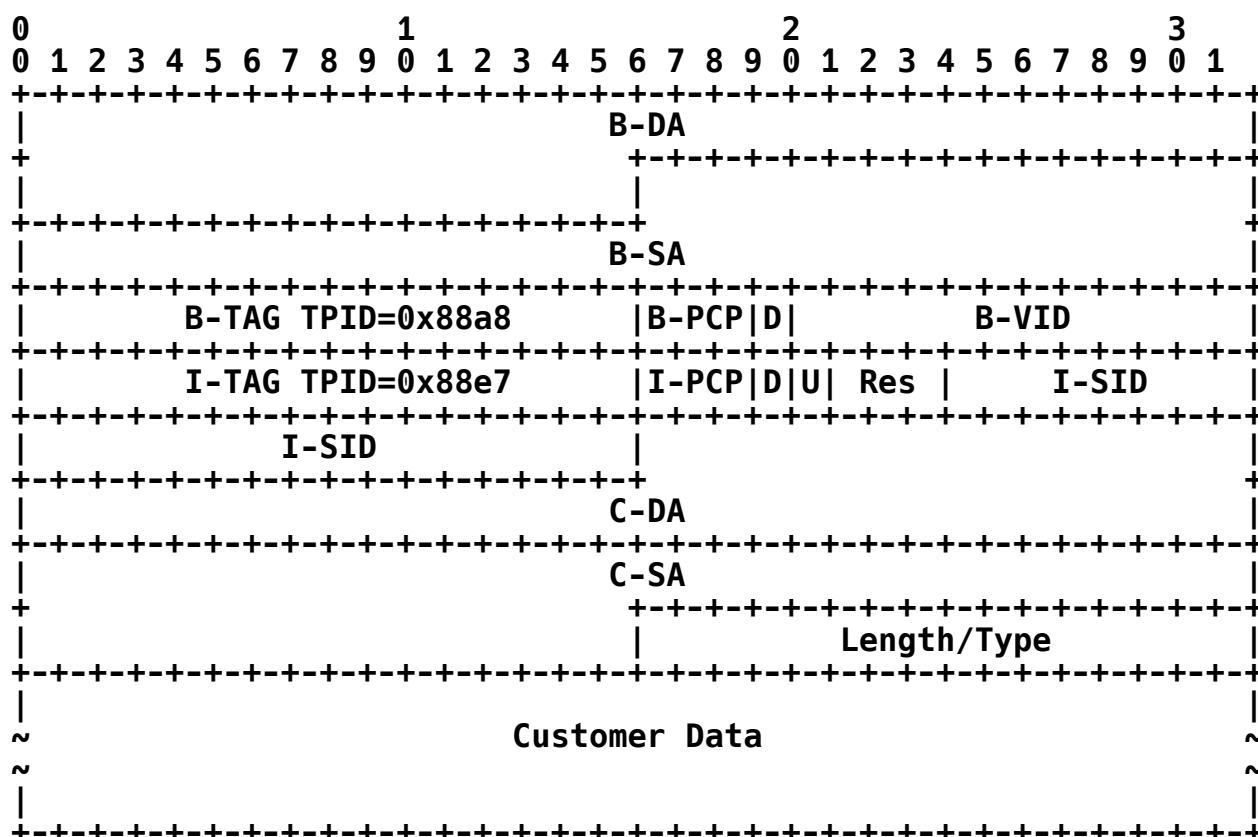 0                   1                   2                   3
0 1 2 3 4 5 6 7 8 9 0 1 2 3 4 5 6 7 8 9 0 1 2 3 4 5 6 7 8 9 0 1
+-+-+-+-+-+-+-+-+-+-+-+-+-+-+-+-+-+-+-+-+-+-+-+-+-+-+-+-+-+-+-+-+
|                              B-DA                             |
+                               +-+-+-+-+-+-+-+-+-+-+-+-+-+-+-+-+
|                               |                               |
+-+-+-+-+-+-+-+-+-+-+-+-+-+-+-+-+                               +
|                              B-SA                             |
+-+-+-+-+-+-+-+-+-+-+-+-+-+-+-+-+-+-+-+-+-+-+-+-+-+-+-+-+-+-+-+-+
|        B-TAG TPID=0x88a8      |B-PCP|D|         B-VID         |
+-+-+-+-+-+-+-+-+-+-+-+-+-+-+-+-+-+-+-+-+-+-+-+-+-+-+-+-+-+-+-+-+
|        I-TAG TPID=0x88e7      |I-PCP|D|U| Res |     I-SID     |
+-+-+-+-+-+-+-+-+-+-+-+-+-+-+-+-+-+-+-+-+-+-+-+-+-+-+-+-+-+-+-+-+
|             I-SID             |                               |
+-+-+-+-+-+-+-+-+-+-+-+-+-+-+-+-+                               +
|                              C-DA                             |
+-+-+-+-+-+-+-+-+-+-+-+-+-+-+-+-+-+-+-+-+-+-+-+-+-+-+-+-+-+-+-+-+
|                              C-SA                             |
+                               +-+-+-+-+-+-+-+-+-+-+-+-+-+-+-+-+
|                               |          Length/Type          |
+-+-+-+-+-+-+-+-+-+-+-+-+-+-+-+-+-+-+-+-+-+-+-+-+-+-+-+-+-+-+-+-+
|                                                               |
~                         Customer Data                         ~
~                                                               ~
|                                                               |
+-+-+-+-+-+-+-+-+-+-+-+-+-+-+-+-+-+-+-+-+-+-+-+-+-+-+-+-+-+-+-+-+